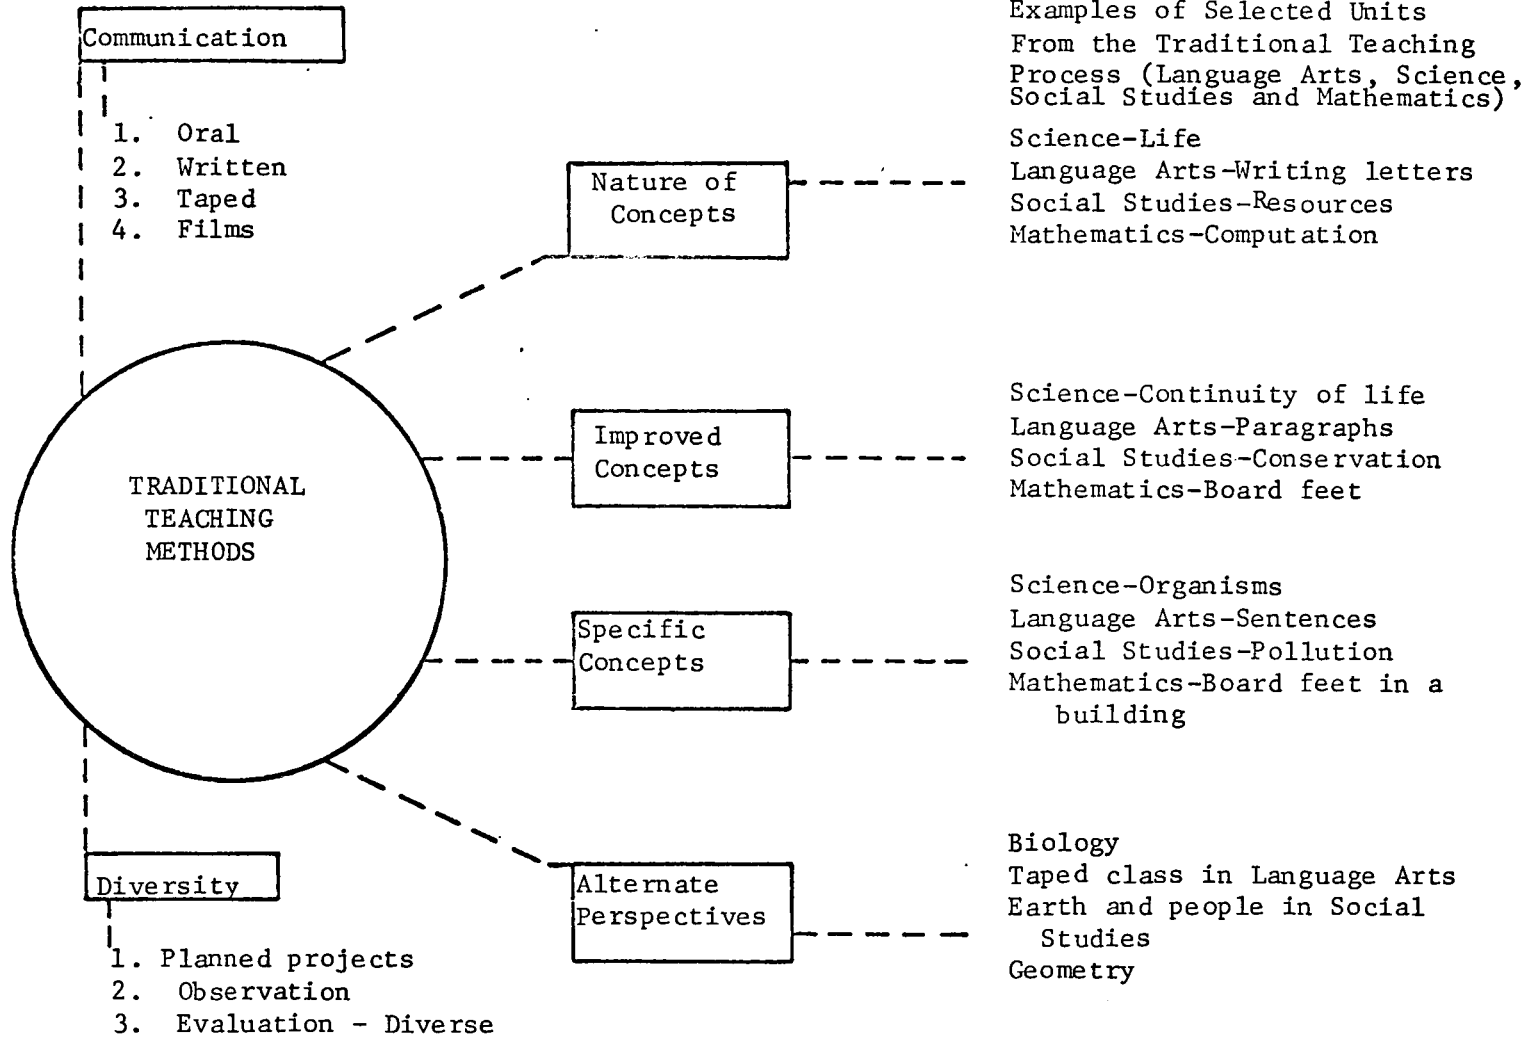 Communication
1. Oral
2. Written
3. Taped
4. Films
Examples of Selected Units
From the Traditional Teaching
Process (Language Arts, Science,
Social Studies and Mathematics)
Nature of
Concepts
Science-Life
Language Arts-Writing letters
Social Studies-Resources
Mathematics-Computation
TRADITIONAL
TEACHING
METHODS
Improved
Concepts
Science-Continuity of life
Language Arts-Paragraphs
Social Studies-Conservation
Mathematics-Board feet
Specific
Concepts
Science-Organisms
Language Arts-Sentences
Social Studies-Pollution
Mathematics-Board feet in a
building
Alternate
Perspectives
Biology
Taped class in Language Arts
Earth and people in Social
Studies
Geometry
Diversity
1. Planned projects
2. Observation
3. Evaluation - Diverse